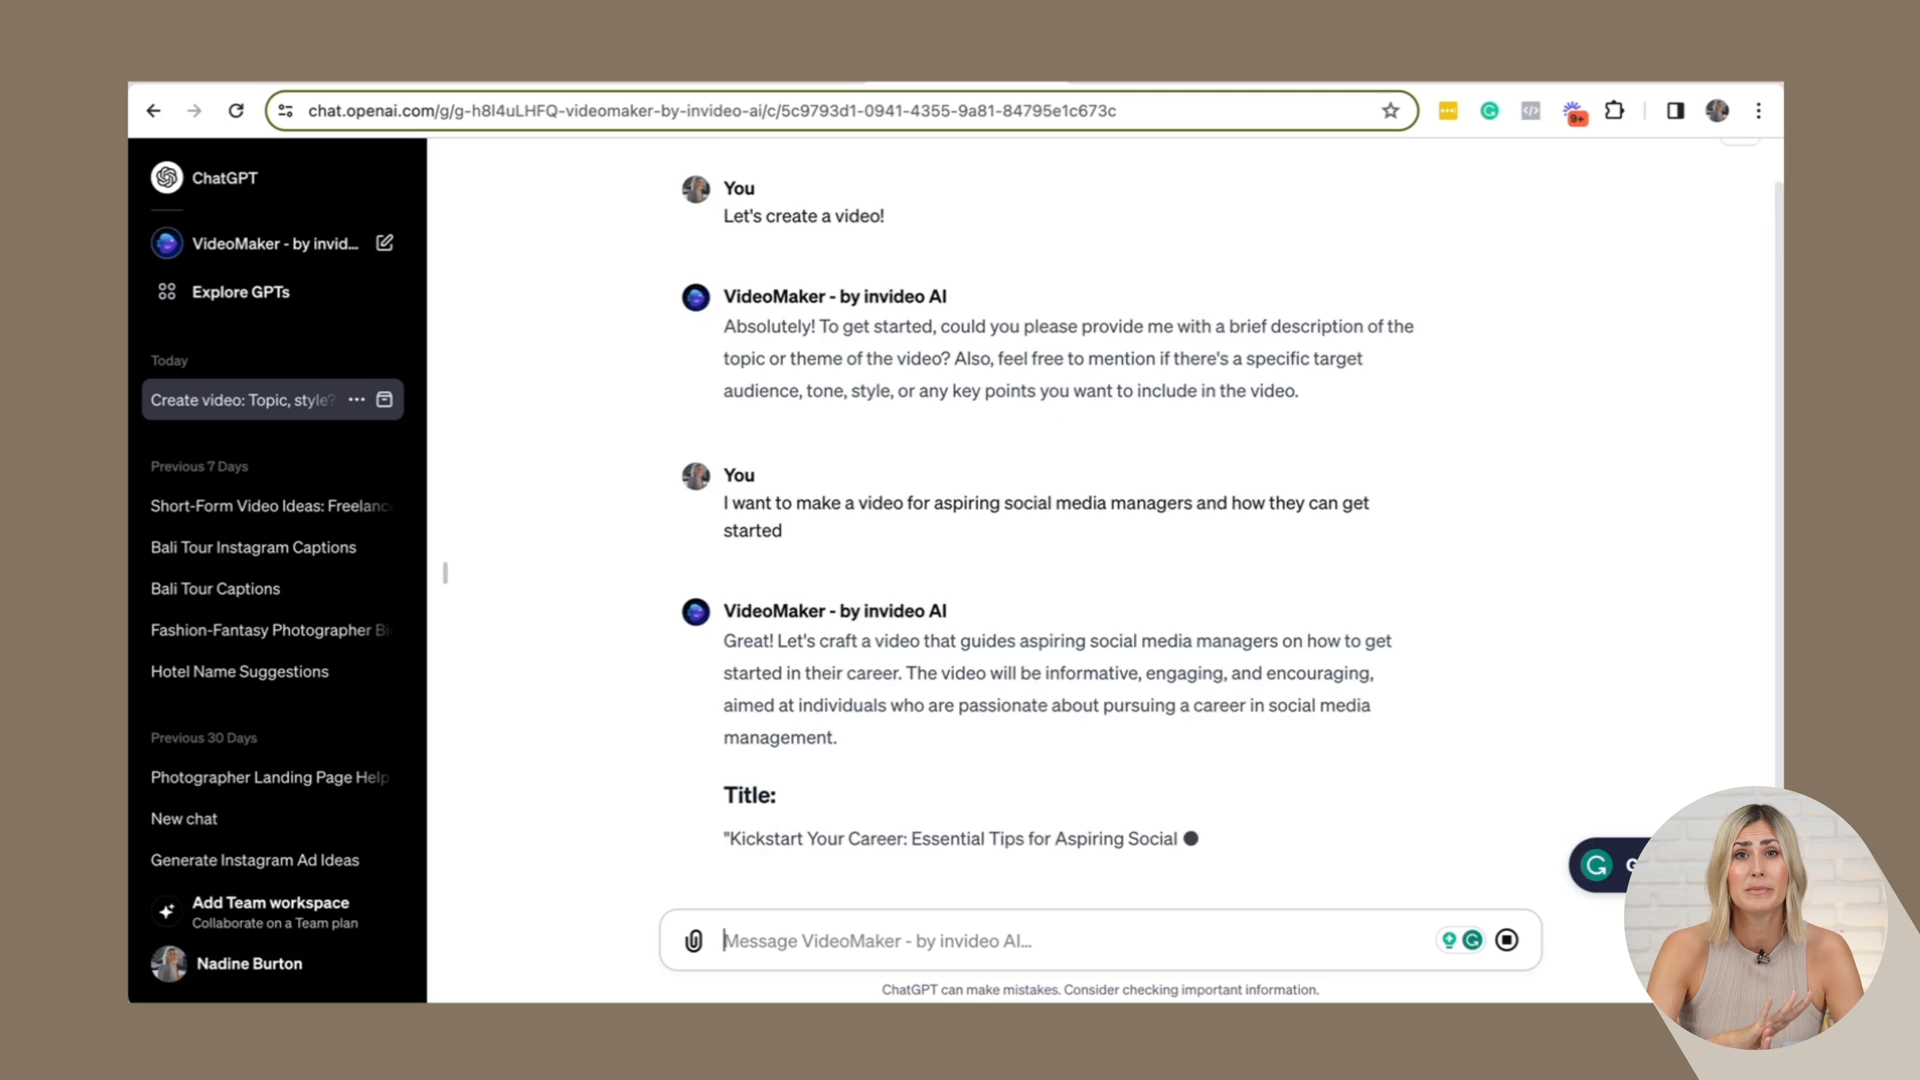 chat.openai.com/g/g-h8I4uLHFQ-videomaker-by-invideo-ai/c/5c9793d1-0941-4355-9a81-84795e1c673c
9+
ChatGPT
VideoMaker - by invid...
Explore GPTs
Today
Create video: Topic, style?
Previous 7 Days
Short-Form Video Ideas: Freelance
Bali Tour Instagram Captions
Bali Tour Captions
Fashion-Fantasy Photographer Bi
Hotel Name Suggestions
Previous 30 Days
Photographer Landing Page Help
New chat
Generate Instagram Ad Ideas
Add Team workspace
Collaborate on a Team plan
Nadine Burton
You
Let's create a video!
VideoMaker - by invideo AI
Absolutely! To get started, could you please provide me with a brief description of the
topic or theme of the video? Also, feel free to mention if there's a specific target
audience, tone, style, or any key points you want to include in the video.
You
I want to make a video for aspiring social media managers and how they can get
started
VideoMaker - by invideo AI
Great! Let's craft a video that guides aspiring social media managers on how to get
started in their career. The video will be informative, engaging, and encouraging,
aimed at individuals who are passionate about pursuing a career in social media
management.
Title:
"Kickstart Your Career: Essential Tips for Aspiring Social
Message VideoMaker - by invideo AI...
ChatGPT can make mistakes. Consider checking important information.